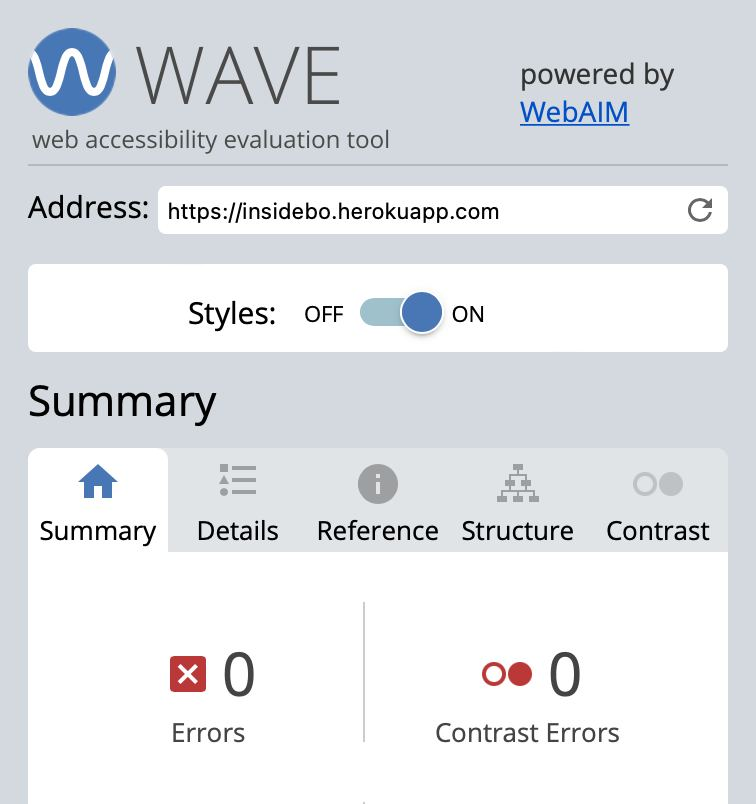 WAVE
web accessibility evaluation tool
powered by
WebAIM
Address: https://insidebo.herokuapp.com
Styles: OFF ON
Summary
Summary Details Reference Structure Contrast
0 0
Errors Contrast Errors